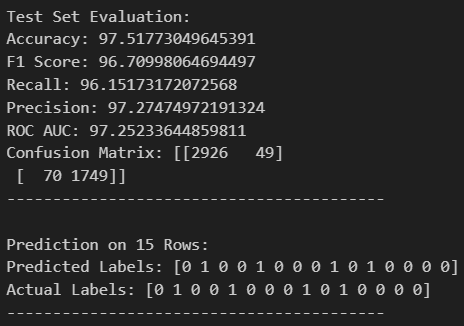 Test Set Evaluation:
Accuracy: 97.51773049645391
F1 Score: 96.70998064694497
Recall: 96.15173172072568
Precision: 97.27474972191324
ROC AUC: 97.25233644859811
Confusion Matrix: [[2926   49]
 [  70 1749]]
-----------------------------------------
Prediction on 15 Rows:
Predicted Labels: [0 1 0 0 1 0 0 0 1 0 1 0 0 0 0]
Actual Labels: [0 1 0 0 1 0 0 0 1 0 1 0 0 0 0]
-----------------------------------------